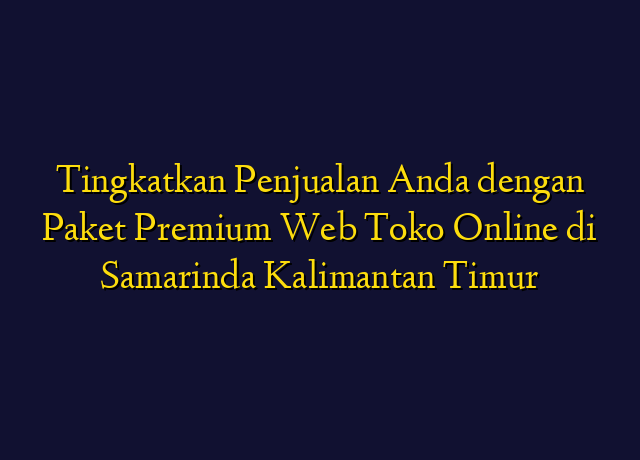 Tingkatkan Penjualan Anda dengan
Paket Premium Web Toko Online di
Samarinda Kalimantan Timur